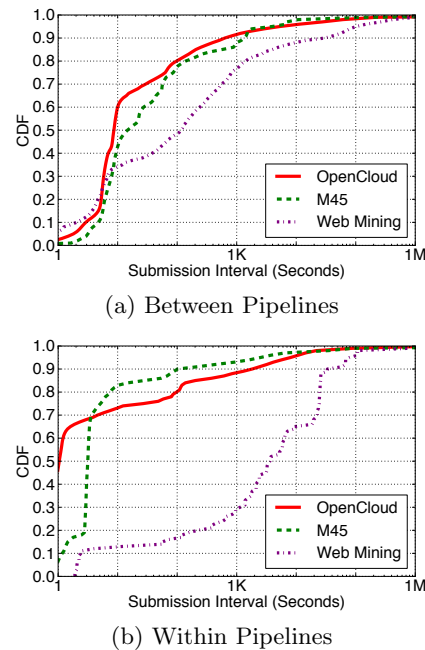 1.0
0.9
0.8
0.7
0.6
0.5
0.4
0.3
0.2
0.1
0.0
CDF
OpenCloud
M45
Web Mining
1 1K 1M
Submission Interval (Seconds)
(a) Between Pipelines
1.0
0.9
0.8
0.7
0.6
0.5
0.4
0.3
0.2
0.1
0.0
CDF
OpenCloud
M45
Web Mining
1 1K 1M
Submission Interval (Seconds)
(b) Within Pipelines